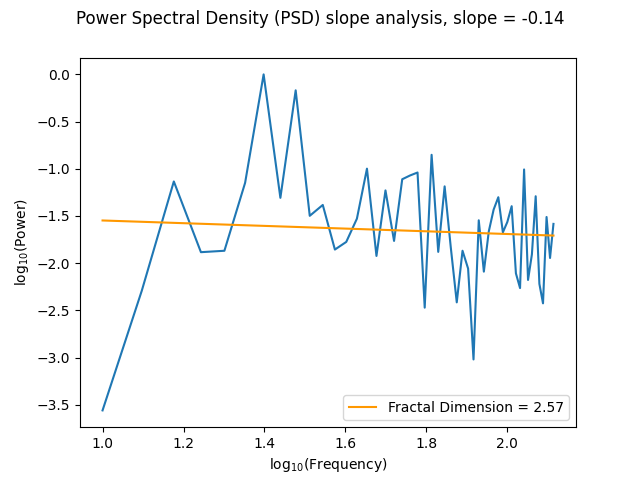 Power Spectral Density (PSD) slope analysis, slope = -0.14
log₁₀(Power)
0.0
−0.5
−1.0
−1.5
−2.0
−2.5
−3.0
−3.5
Fractal Dimension = 2.57
1.0 1.2 1.4 1.6 1.8 2.0
log₁₀(Frequency)